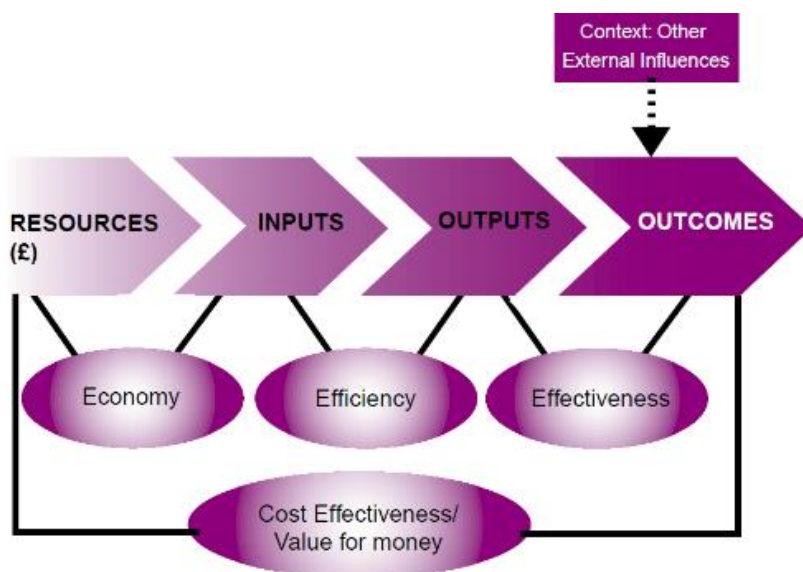 Context: Other
External Influences
RESOURCES
(£)
INPUTS
OUTPUTS
OUTCOMES
Economy
Efficiency
Effectiveness
Cost Effectiveness/
Value for money